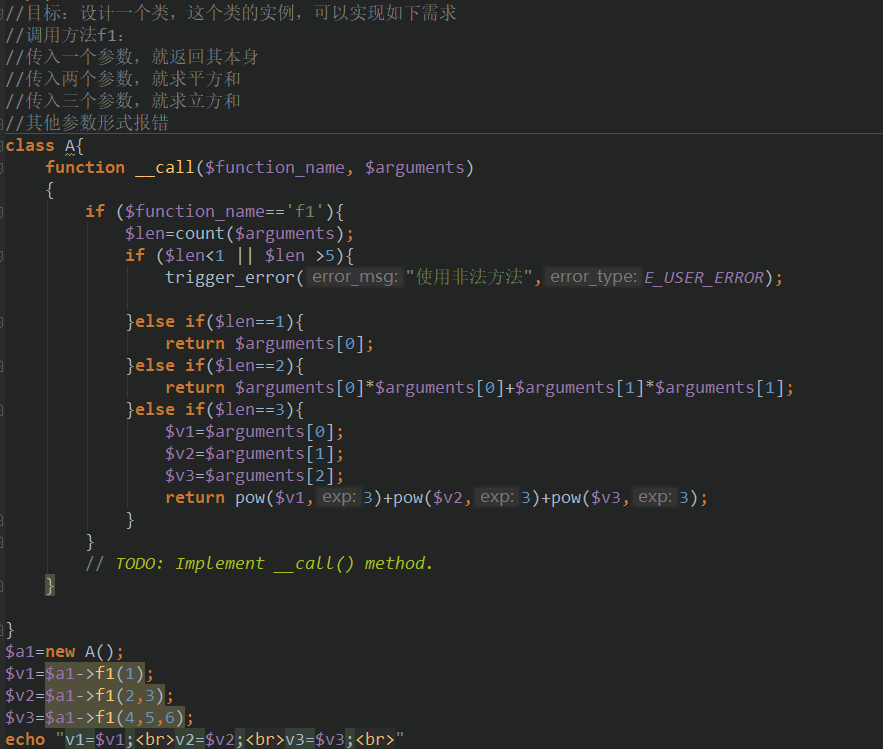 //目标：设计一个类，这个类的实例，可以实现如下需求
//调用方法f1：
//传入一个参数，就返回其本身
//传入两个参数，就求平方和
//传入三个参数，就求立方和
//其他参数形式报错
class A{
    function __call($function_name, $arguments)
    {
        if ($function_name=='f1'){
            $len=count($arguments);
            if ($len<1 || $len >5){
                trigger_error( error_msg: "使用非法方法", error_type: E_USER_ERROR);
            }else if($len==1){
                return $arguments[0];
            }else if($len==2){
                return $arguments[0]*$arguments[0]+$arguments[1]*$arguments[1];
            }else if($len==3){
                $v1=$arguments[0];
                $v2=$arguments[1];
                $v3=$arguments[2];
                return pow($v1, exp: 3)+pow($v2, exp: 3)+pow($v3, exp: 3);
            }
        }
        // TODO: Implement __call() method.
    }
}
$a1=new A();
$v1=$a1->f1(1);
$v2=$a1->f1(2,3);
$v3=$a1->f1(4,5,6);
echo "v1=$v1;<br>v2=$v2;<br>v3=$v3;<br>"